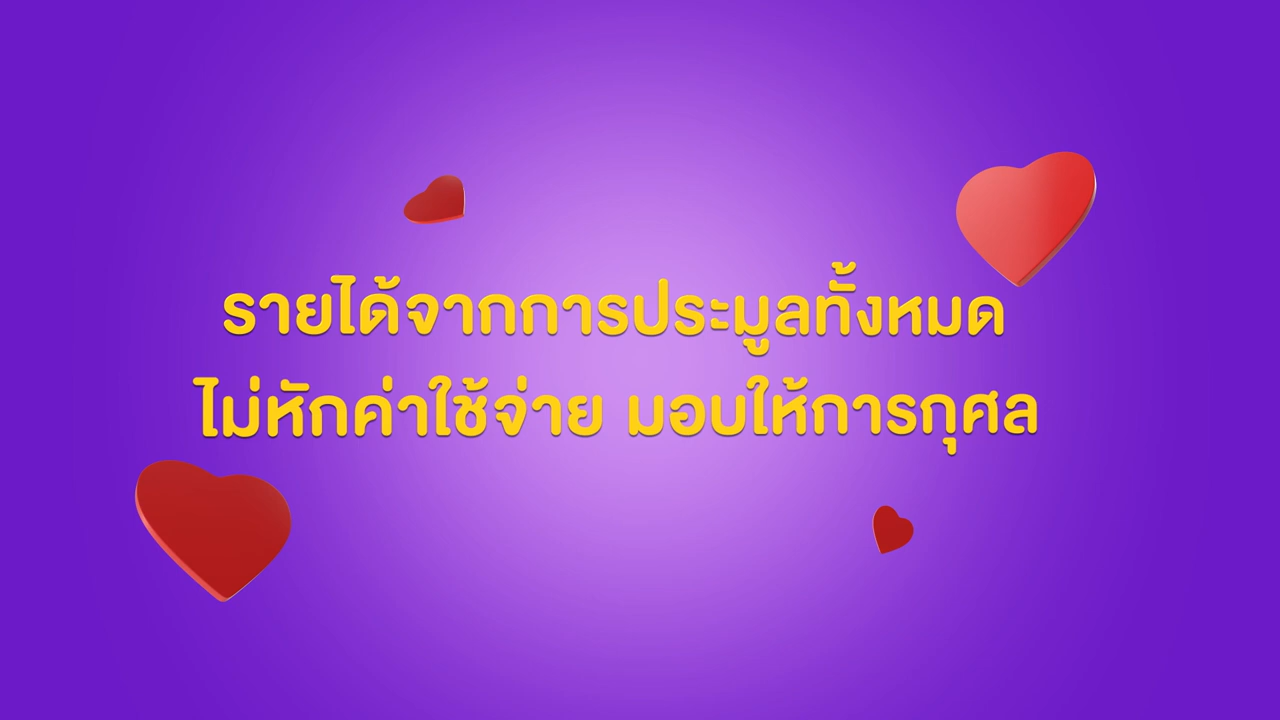 รายได้จากการประมูลทั้งหมด
ไม่หักค่าใช้จ่าย มอบให้การกุศล